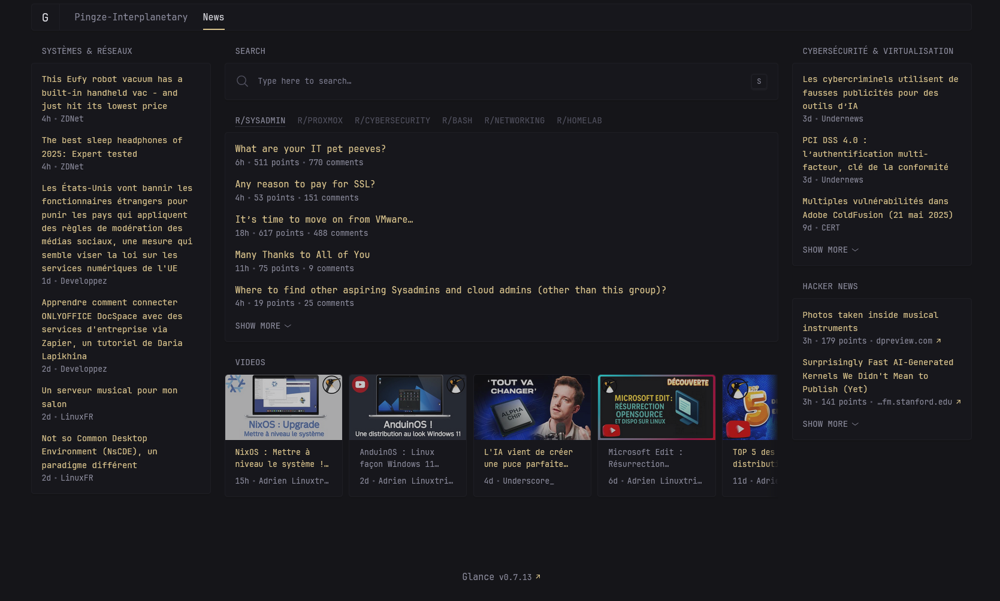 G
Pingze-Interplanetary
News
SYSTÈMES & RÉSEAUX
This Eufy robot vacuum has a
built-in handheld vac - and
just hit its lowest price
4h • ZDNet
The best sleep headphones of
2025: Expert tested
4h • ZDNet
Les États-Unis vont bannir les
fonctionnaires étrangers pour
punir les pays qui appliquent
des règles de modération des
médias sociaux, une mesure qui
semble viser la loi sur les
services numériques de l'UE
1d • Developpez
Apprendre comment connecter
ONLYOFFICE DocSpace avec des
services d'entreprise via
Zapier, un tutoriel de Daria
Lapikhina
2d • Developpez
Un serveur musical pour mon
salon
2d • LinuxFR
Not so Common Desktop
Environment (NsCDE), un
paradigme différent
2d • LinuxFR
SEARCH
Type here to search…
S
R/SYSADMIN R/PROXMOX R/CYBERSECURITY R/BASH R/NETWORKING R/HOMELAB
What are your IT pet peeves?
6h • 511 points • 770 comments
Any reason to pay for SSL?
4h • 53 points • 151 comments
It’s time to move on from VMware…
18h • 617 points • 488 comments
Many Thanks to All of You
11h • 75 points • 9 comments
Where to find other aspiring Sysadmins and cloud admins (other than this group)?
4h • 19 points • 25 comments
SHOW MORE
VIDEOS
NixOS : Upgrade
Mettre à niveau le système
NixOS : Mettre à
niveau le système !…
15h • Adrien Linuxtr…
AnduinOS !
Une distribution au look Windows 11
AnduinOS : Linux
façon Windows 11…
2d • Adrien Linuxtri…
‘TOUT VA
CHANGER’
ALPHA
CHIP
L'IA vient de créer
une puce parfaite…
4d • Underscore_
DÉCOUVERTE
MICROSOFT EDIT :
RÉSURRECTION
OPENSOURCE
ET DISPO SUR LINUX
Microsoft Edit :
Résurrection…
6d • Adrien Linuxtri…
TOP
5
TOP 5 des
distributi
11d • Adrie
CYBERSÉCURITÉ & VIRTUALISATION
Les cybercriminels utilisent de
fausses publicités pour des
outils d’IA
3d • Undernews
PCI DSS 4.0 :
l’authentification multi-
facteur, clé de la conformité
3d • Undernews
Multiples vulnérabilités dans
Adobe ColdFusion (21 mai 2025)
9d • CERT
SHOW MORE
HACKER NEWS
Photos taken inside musical
instruments
3h • 179 points • dpreview.com
Surprisingly Fast AI-Generated
Kernels We Didn't Mean to
Publish (Yet)
3h • 141 points • …fm.stanford.edu
SHOW MORE
Glance v0.7.13